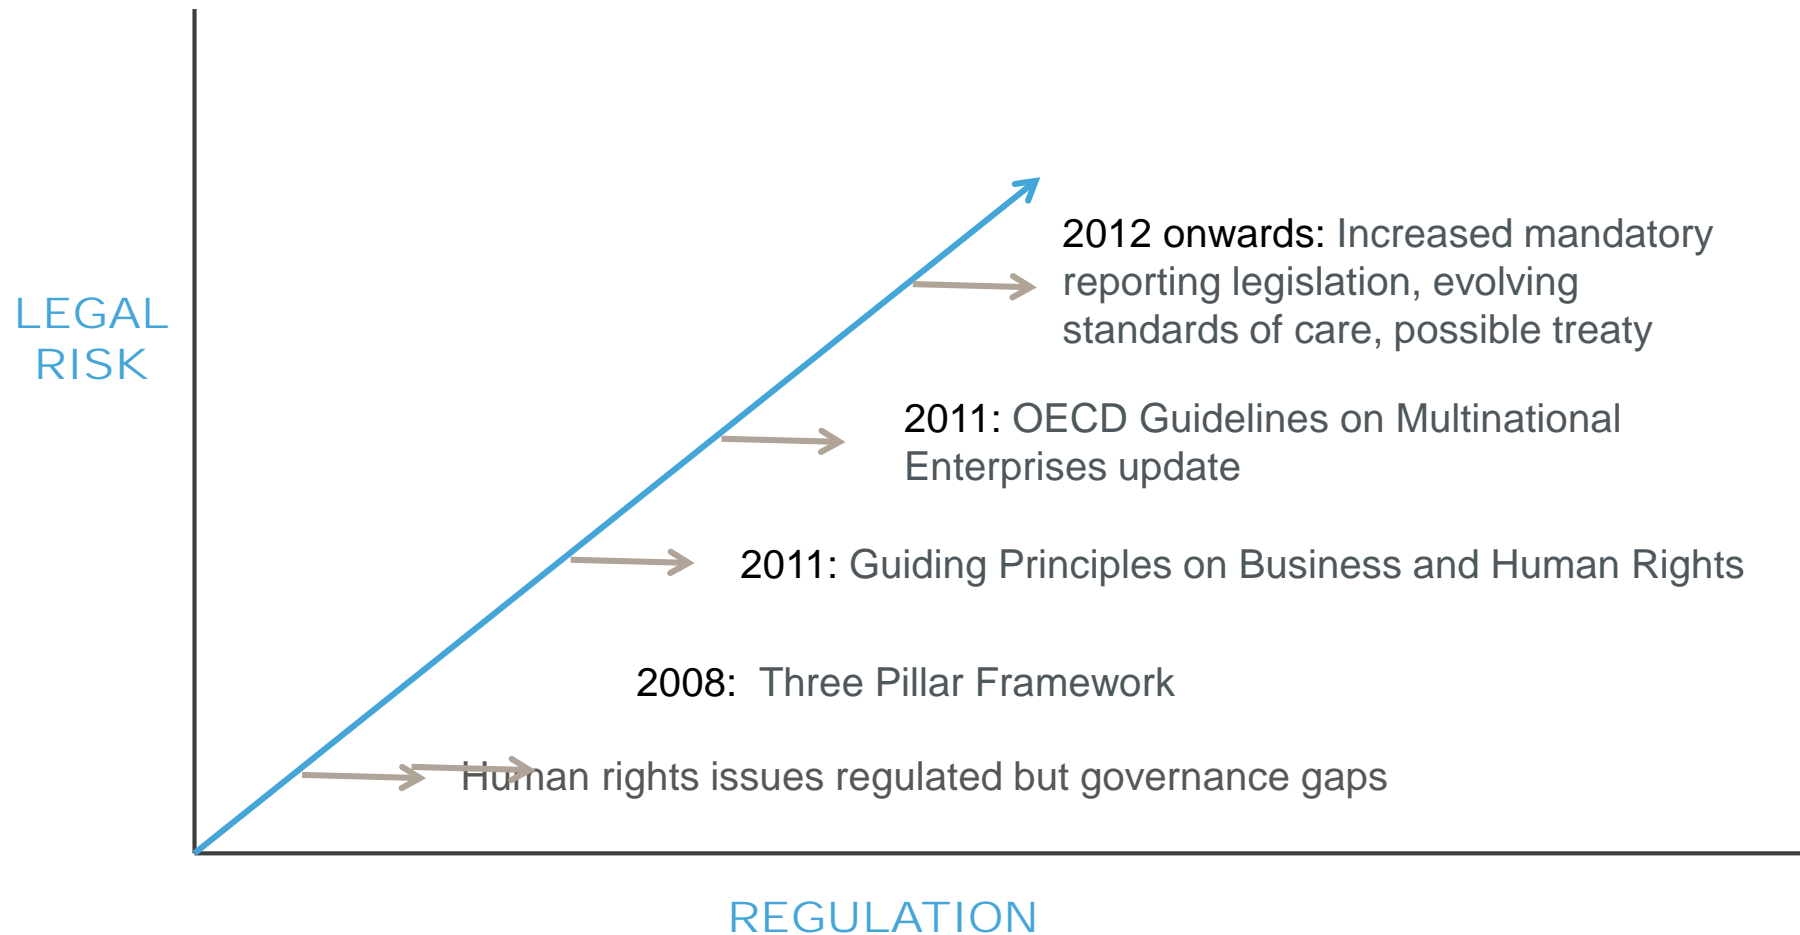 LEGAL
RISK
2012 onwards: Increased mandatory
reporting legislation, evolving
standards of care, possible treaty
2011: OECD Guidelines on Multinational
Enterprises update
2011: Guiding Principles on Business and Human Rights
2008: Three Pillar Framework
Human rights issues regulated but governance gaps
REGULATION